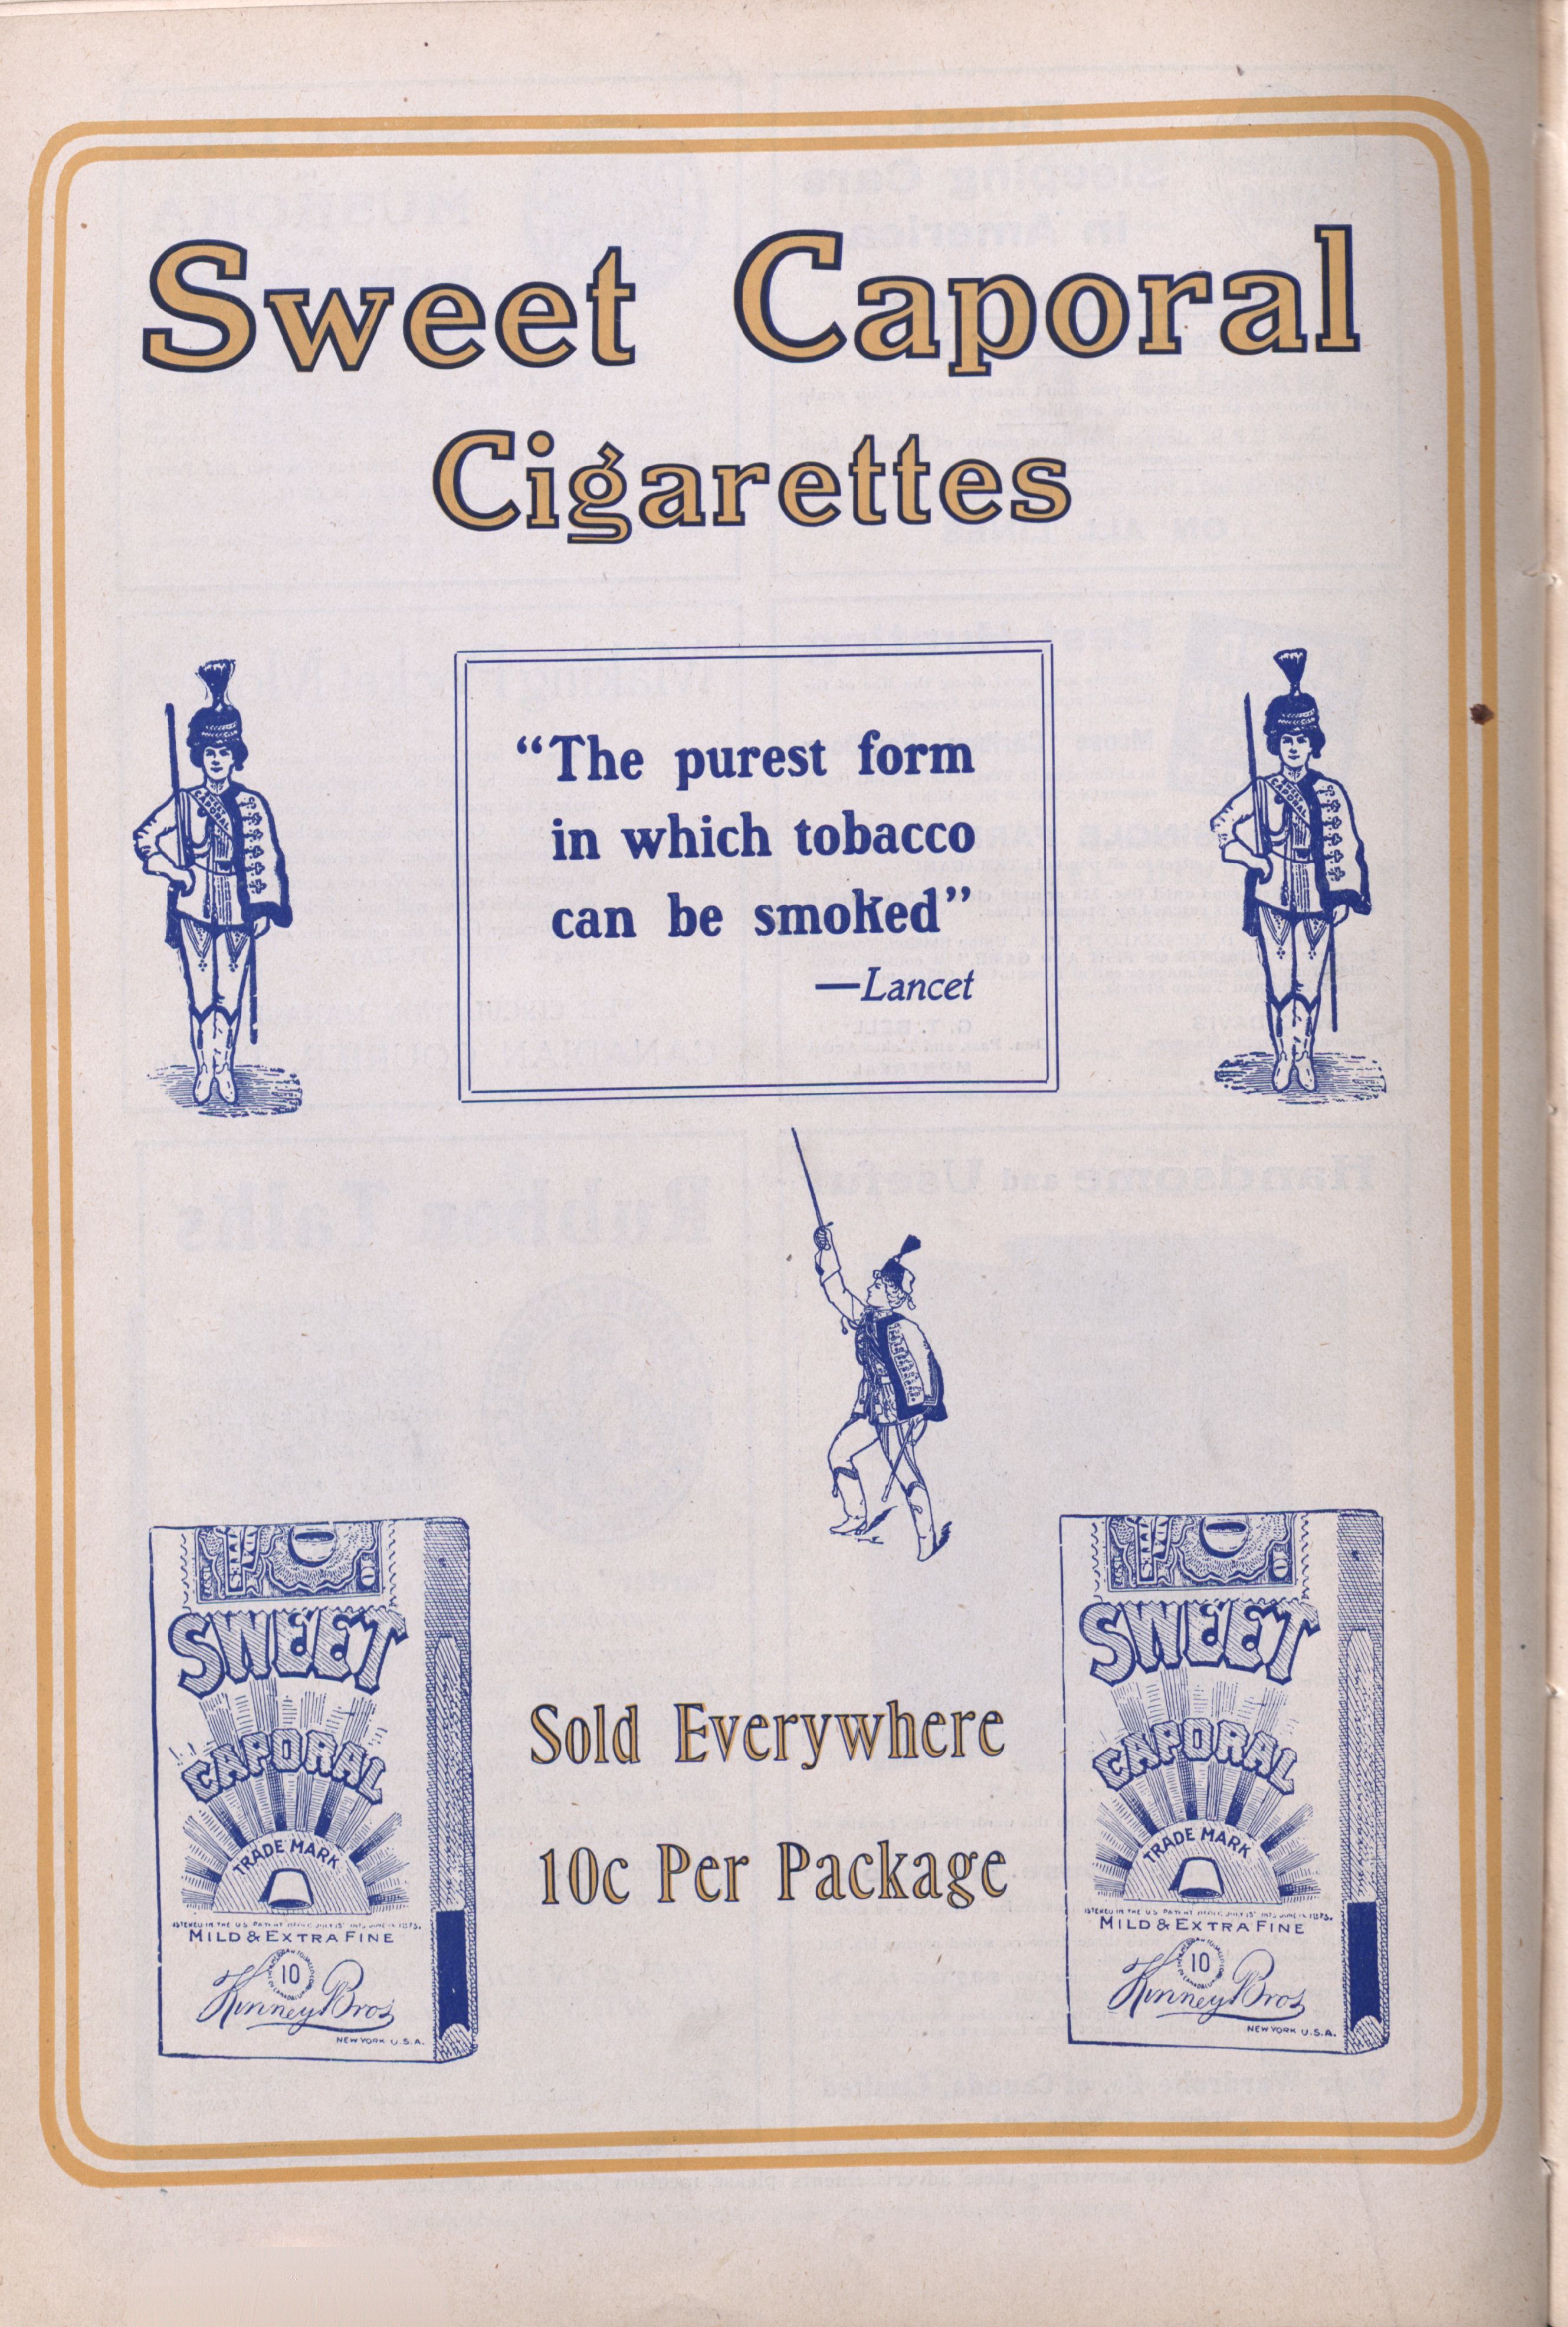 Sweet Caporal
Cigarettes
“The purest form
in which tobacco
can be smoked”
—Lancet
SWEET
CAPORAL
TRADE MARK
MILD & EXTRA FINE
10
Kinney Bros
NEW YORK U.S.A.
Sold Everywhere
10c Per Package
SWEET
CAPORAL
TRADE MARK
MILD & EXTRA FINE
10
Kinney Bros
NEW YORK U.S.A.